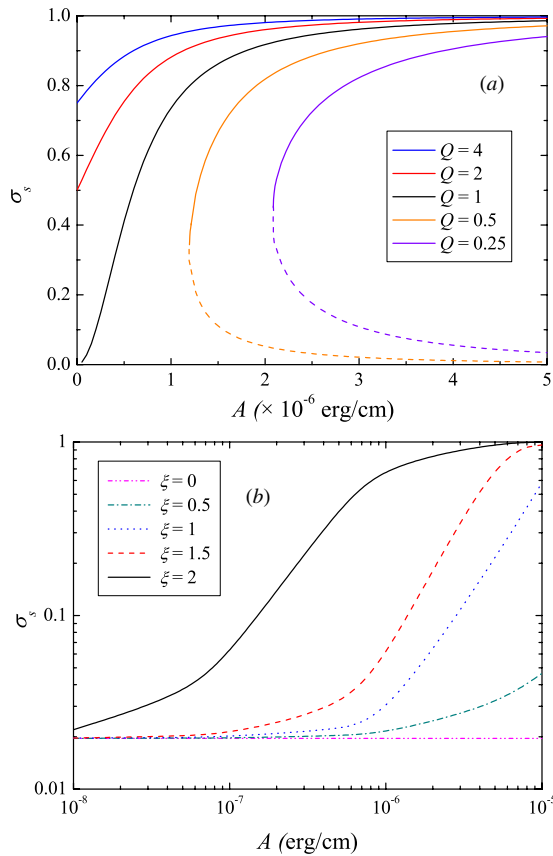 1.0
0.8
0.6
0.4
0.2
0.0
σs
(a)
Q = 4
Q = 2
Q = 1
Q = 0.5
Q = 0.25
0 1 2 3 4 5
A (× 10⁻⁶ erg/cm)
1
0.1
0.01
σs
ξ = 0
ξ = 0.5
ξ = 1
ξ = 1.5
ξ = 2
(b)
10⁻⁸ 10⁻⁷ 10⁻⁶ 10⁻⁵
A (erg/cm)